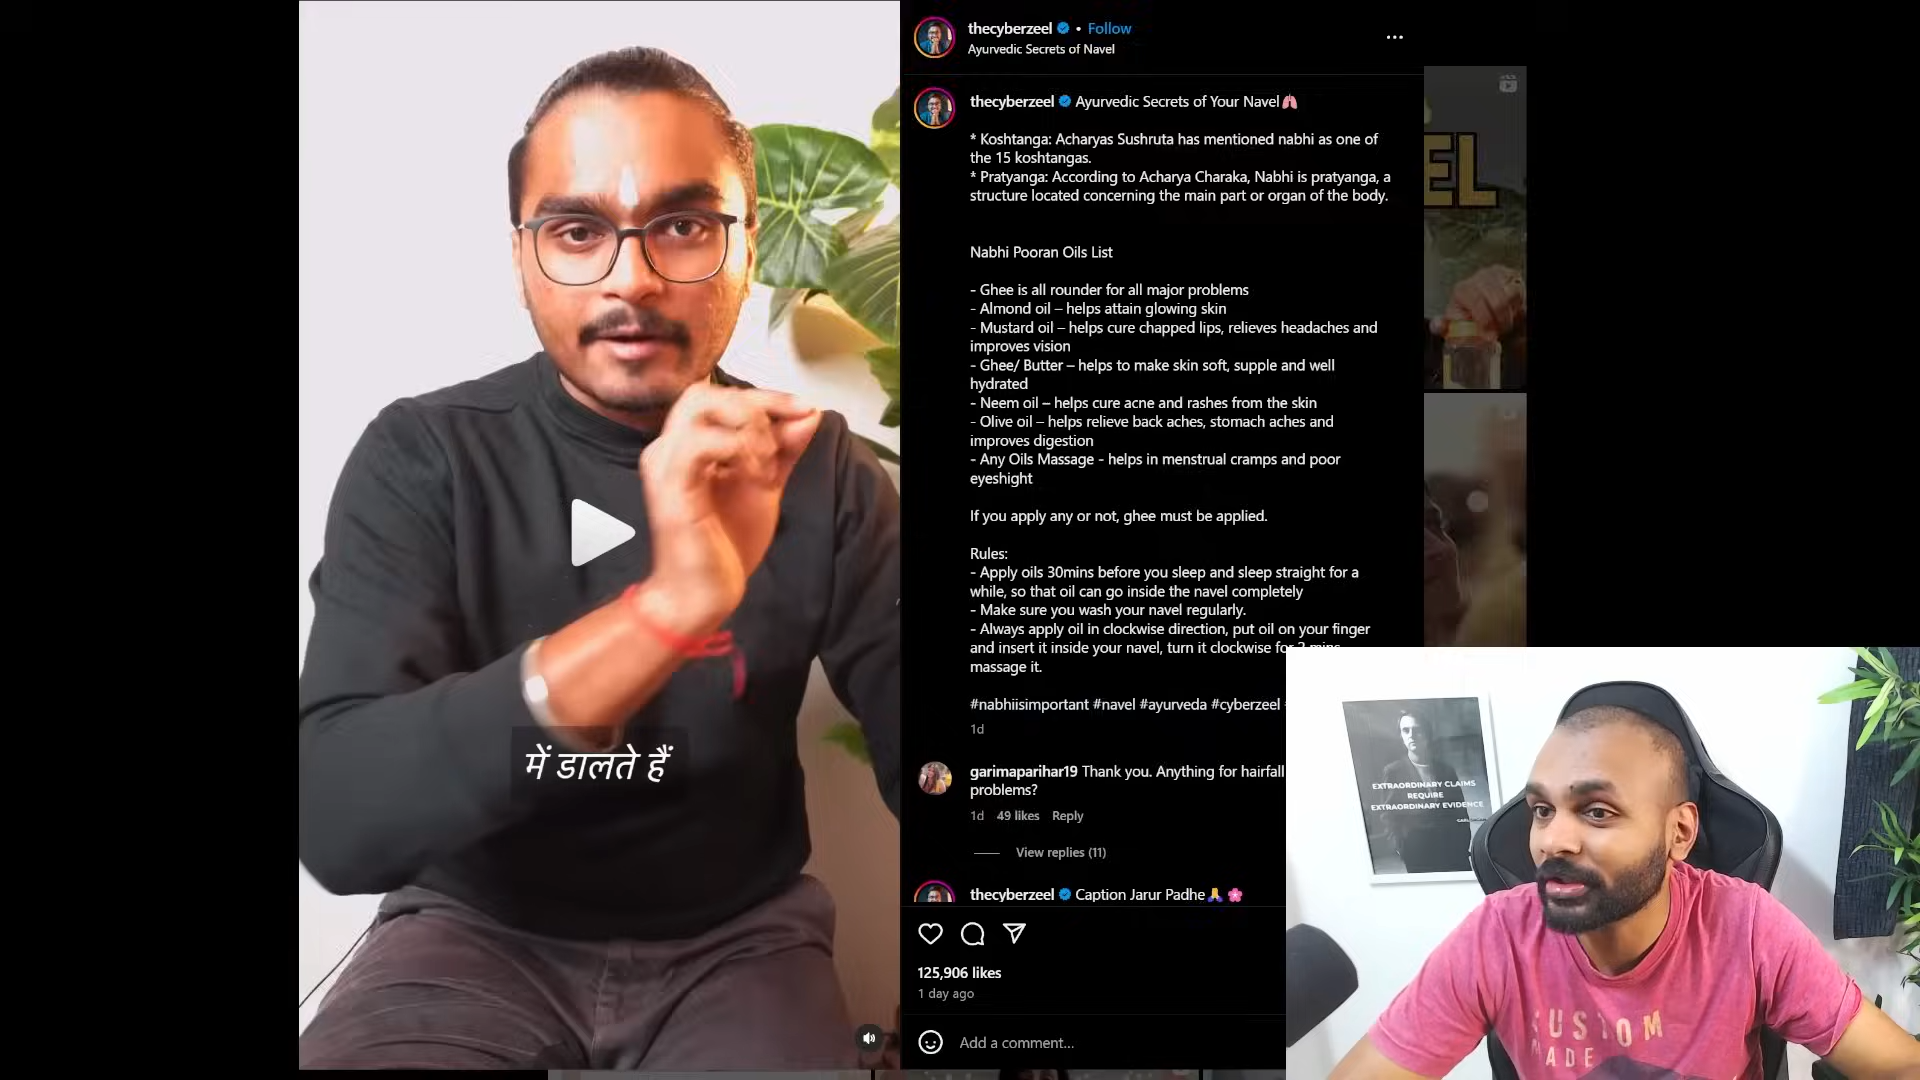 thecyberzeel • Follow
Ayurvedic Secrets of Navel
thecyberzeel Ayurvedic Secrets of Your Navel🫁
* Koshtanga: Acharyas Sushruta has mentioned nabhi as one of
the 15 koshtangas.
* Pratyanga: According to Acharya Charaka, Nabhi is pratyanga, a
structure located concerning the main part or organ of the body.
Nabhi Pooran Oils List
- Ghee is all rounder for all major problems
- Almond oil – helps attain glowing skin
- Mustard oil – helps cure chapped lips, relieves headaches and
improves vision
- Ghee/ Butter – helps to make skin soft, supple and well
hydrated
- Neem oil – helps cure acne and rashes from the skin
- Olive oil – helps relieve back aches, stomach aches and
improves digestion
- Any Oils Massage - helps in menstrual cramps and poor
eyeshight
If you apply any or not, ghee must be applied.
Rules:
- Apply oils 30mins before you sleep and sleep straight for a
while, so that oil can go inside the navel completely
- Make sure you wash your navel regularly.
- Always apply oil in clockwise direction, put oil on your finger
and insert it inside your navel, turn it clockwise for 2 mins
massage it.
#nabhiisimportant #navel #ayurveda #cyberzeel
1d
garimaparihar19 Thank you. Anything for hairfall
problems?
1d 49 likes Reply
View replies (11)
thecyberzeel Caption Jarur Padhe🙏🌸
125,906 likes
1 day ago
Add a comment...
में डालते हैं
EL
EXTRAORDINARY CLAIMS
REQUIRE
EXTRAORDINARY EVIDENCE
CUSTOM
MADE